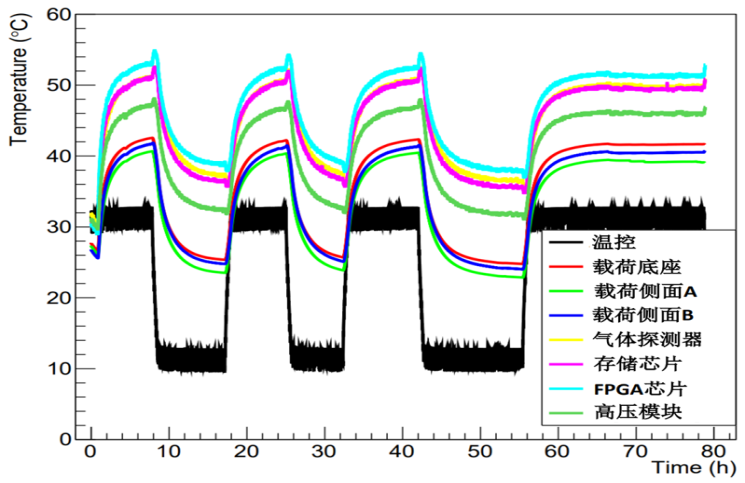 Temperature (°C)
60
50
40
30
20
10
0
温控
载荷底座
载荷侧面A
载荷侧面B
气体探测器
存储芯片
FPGA芯片
高压模块
0 10 20 30 40 50 60 70 80
Time (h)